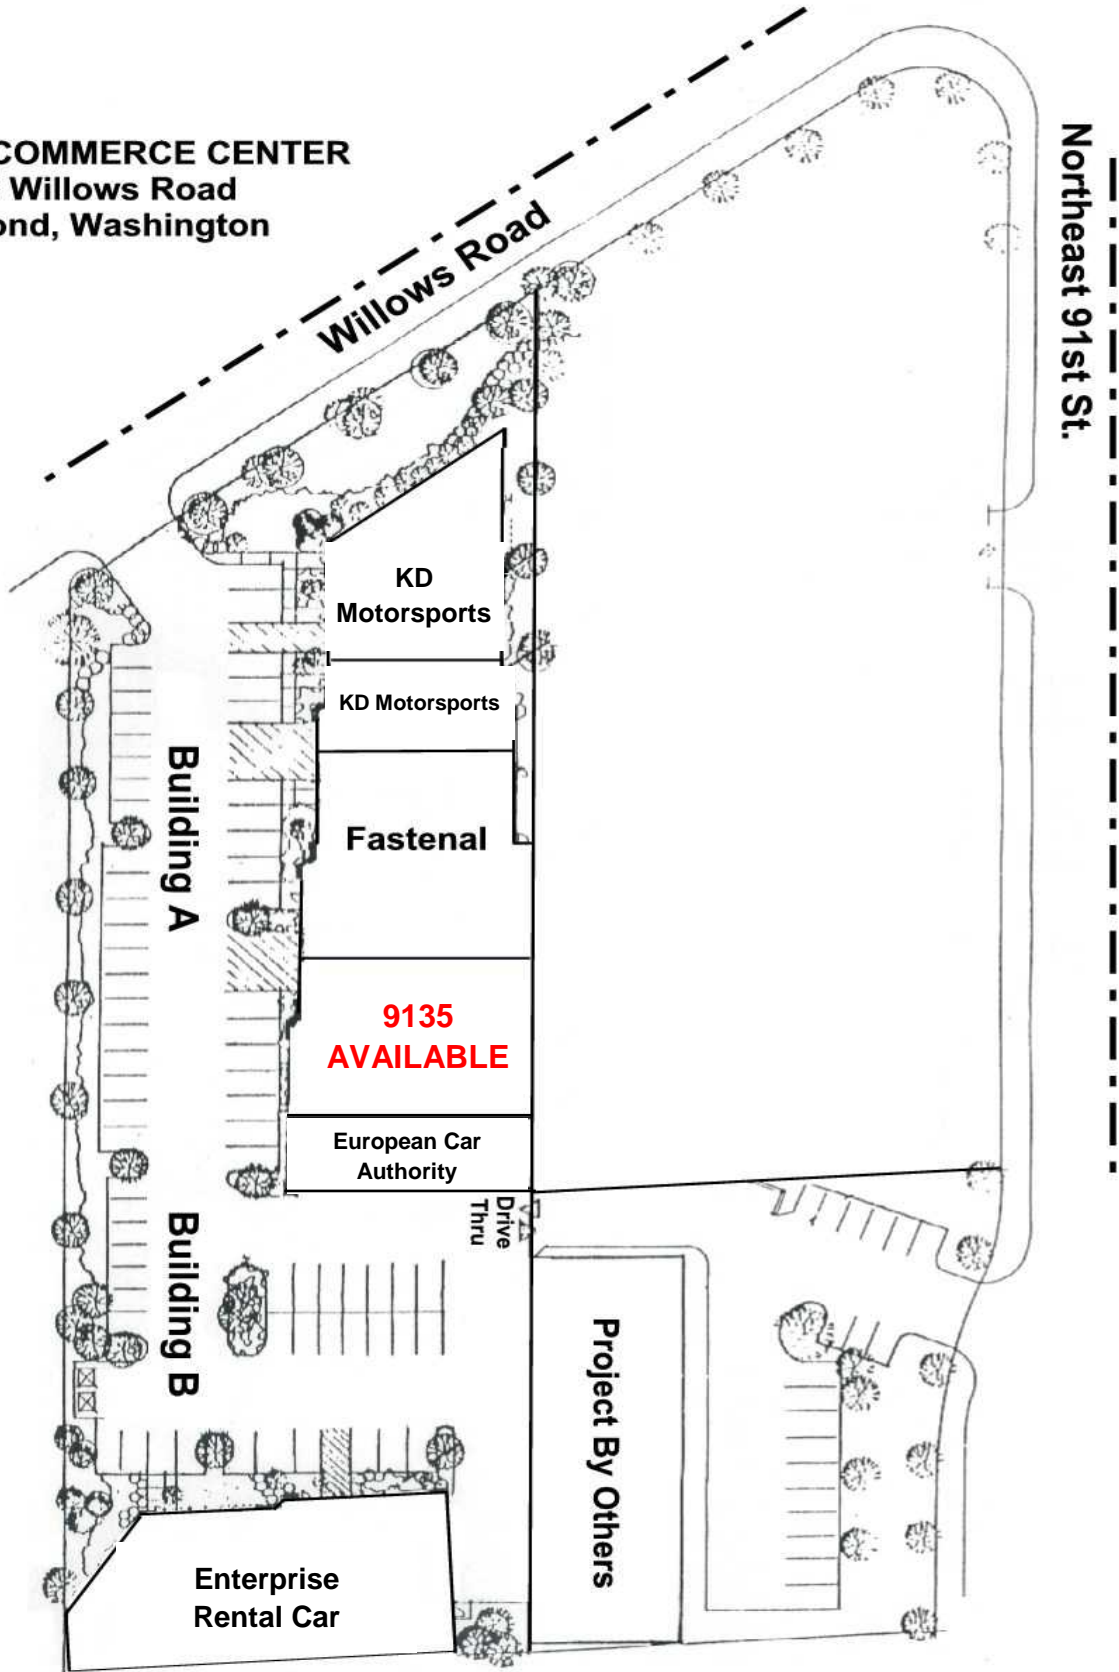 COMMERCE CENTER
Willows Road
ond, Washington
Willows Road
Northeast 91st St.
KD
Motorsports
KD Motorsports
Building A
Fastenal
9135
AVAILABLE
European Car
Authority
Drive
Thru
Building B
Project By Others
Enterprise
Rental Car